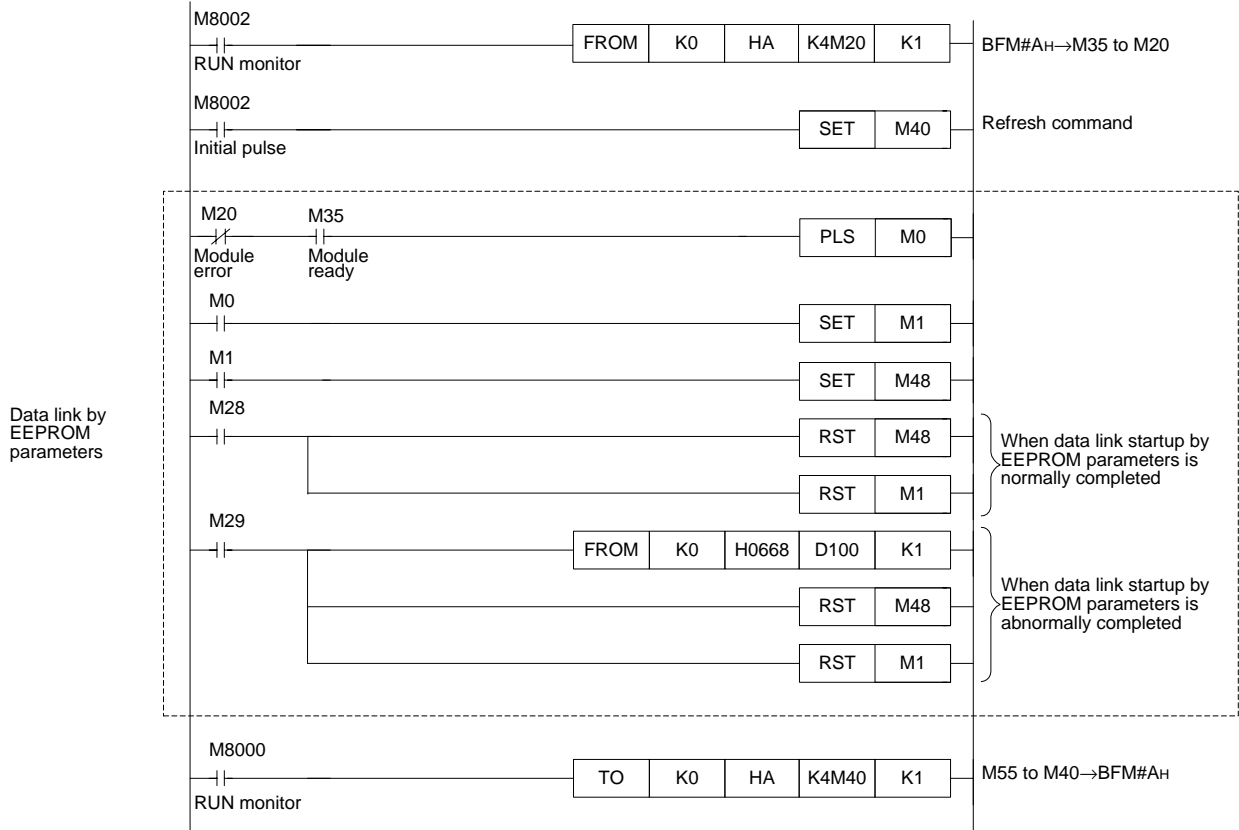 M8002
FROM K0 HA K4M20 K1
BFM#AH→M35 to M20
RUN monitor
M8002
SET M40
Refresh command
Initial pulse
M20 M35
PLS M0
Module error
Module ready
M0
SET M1
M1
SET M48
M28
Data link by
EEPROM
parameters
RST M48
RST M1
When data link startup by
EEPROM parameters is
normally completed
M29
FROM K0 H0668 D100 K1
RST M48
RST M1
When data link startup by
EEPROM parameters is
abnormally completed
M8000
TO K0 HA K4M40 K1
M55 to M40→BFM#AH
RUN monitor